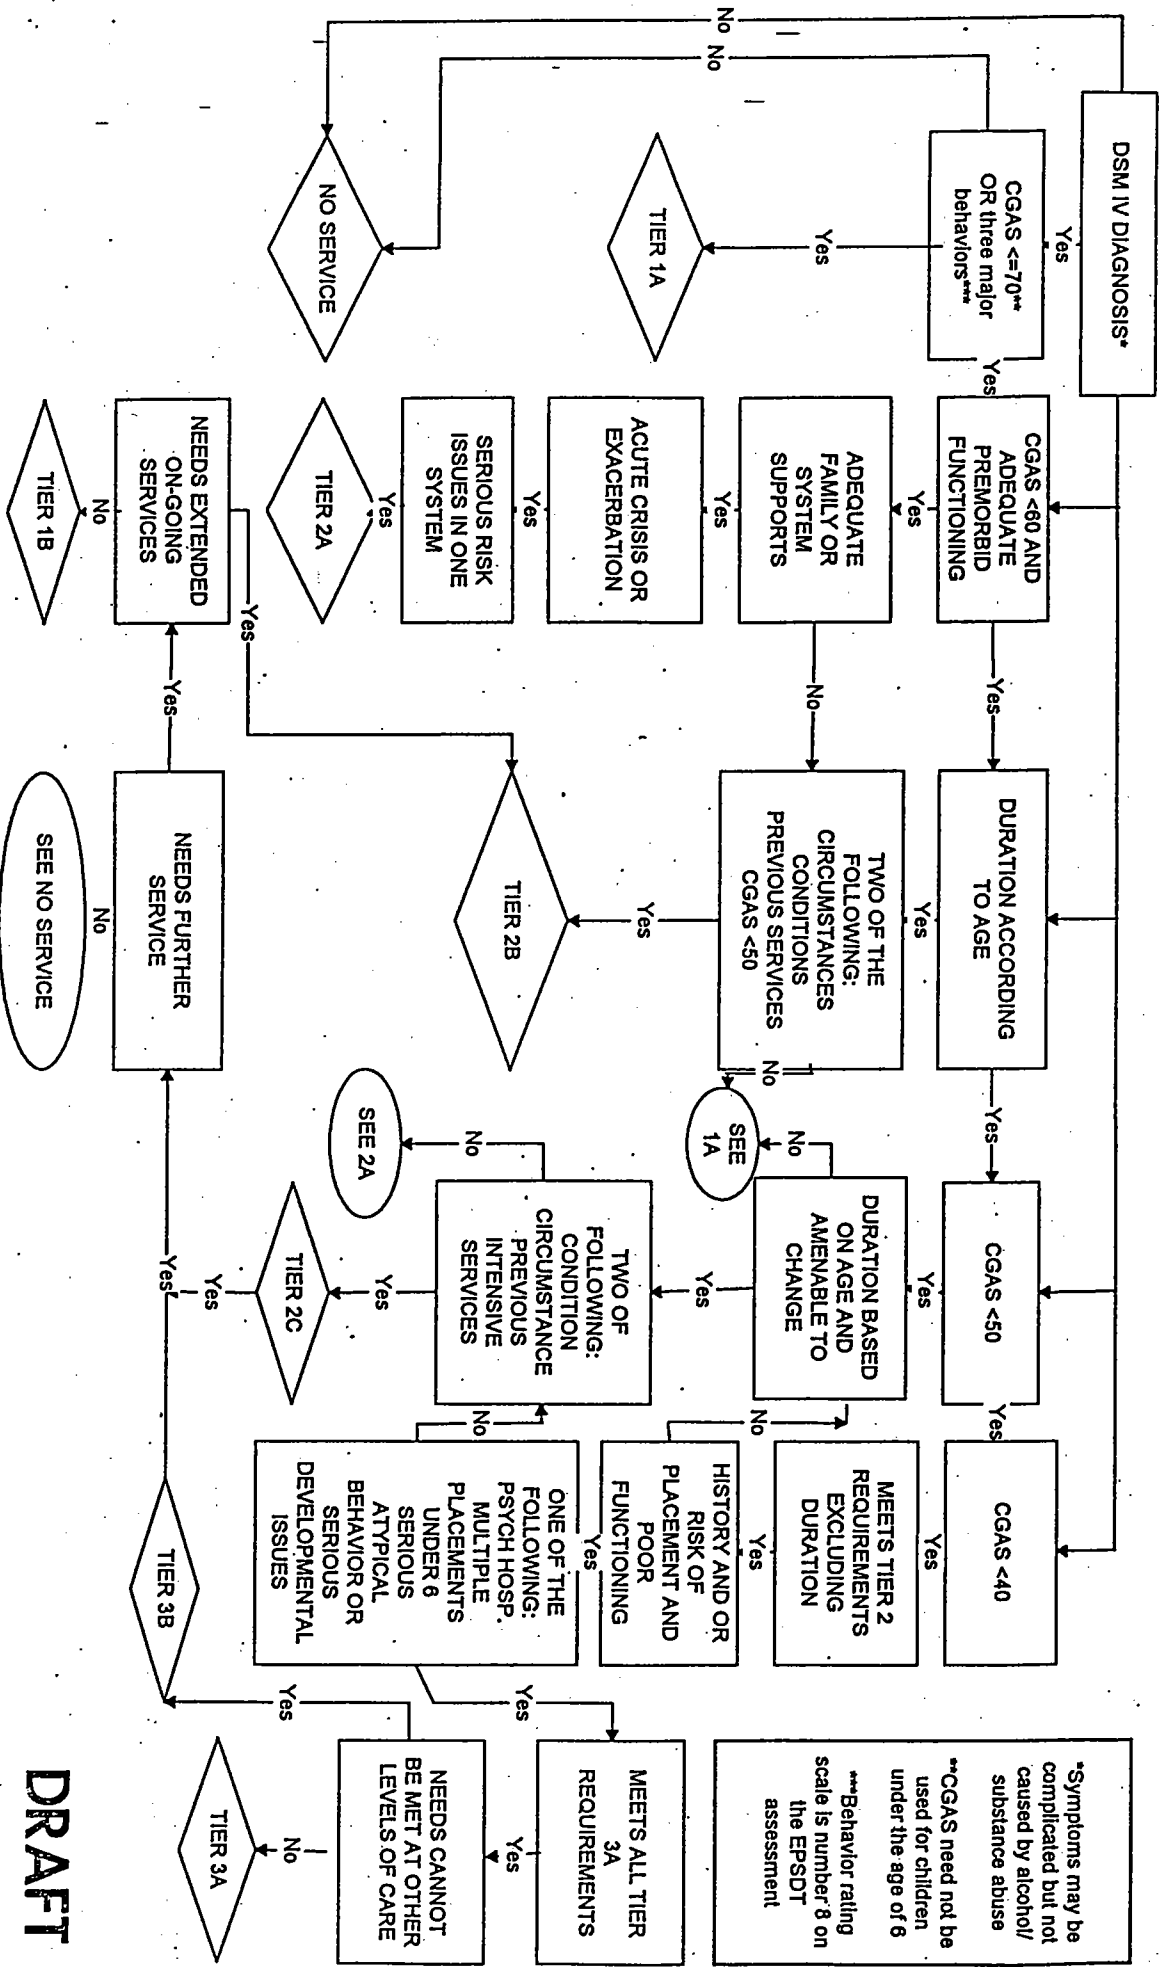 DSM IV DIAGNOSIS*
No
No
Yes
CGAS <=70**
OR three major
behaviors***
Yes
Yes
TIER 1A
NO SERVICE
CGAS <60 AND
ADEQUATE
PREMORBID
FUNCTIONING
Yes
Yes
ADEQUATE
FAMILY OR
SYSTEM
SUPPORTS
No
Yes
ACUTE CRISIS OR
EXACERBATION
Yes
SERIOUS RISK
ISSUES IN ONE
SYSTEM
Yes
TIER 2A
NEEDS EXTENDED
ON-GOING
SERVICES
Yes
No
TIER 1B
DURATION ACCORDING
TO AGE
Yes
Yes
TWO OF THE
FOLLOWING:
CIRCUMSTANCES
CONDITIONS
PREVIOUS SERVICES
CGAS <50
No
Yes
TIER 2B
NEEDS FURTHER
SERVICE
Yes
No
SEE NO SERVICE
CGAS <50
Yes
Yes
DURATION BASED
ON AGE AND
AMENABLE TO
CHANGE
No
SEE
1A
Yes
TWO OF
FOLLOWING:
CONDITION
CIRCUMSTANCE
PREVIOUS
INTENSIVE
SERVICES
No
SEE 2A
Yes
TIER 2C
Yes
Yes
CGAS <40
Yes
MEETS TIER 2
REQUIREMENTS
EXCLUDING
DURATION
Yes
HISTORY AND OR
RISK OF
PLACEMENT AND
POOR
FUNCTIONING
No
Yes
ONE OF THE
FOLLOWING:
PSYCH HOSP.
MULTIPLE
PLACEMENTS
UNDER 6
SERIOUS
ATYPICAL
BEHAVIOR OR
SERIOUS
DEVELOPMENTAL
ISSUES
No
Yes
TIER 3B
MEETS ALL TIER
3A
REQUIREMENTS
Yes
NEEDS CANNOT
BE MET AT OTHER
LEVELS OF CARE
Yes
No
TIER 3A
*Symptoms may be
complicated but not
caused by alcohol/
substance abuse
**CGAS need not be
used for children
under the age of 6
***Behavior rating
scale is number 8 on
the EPSDT
assessment
DRAFT